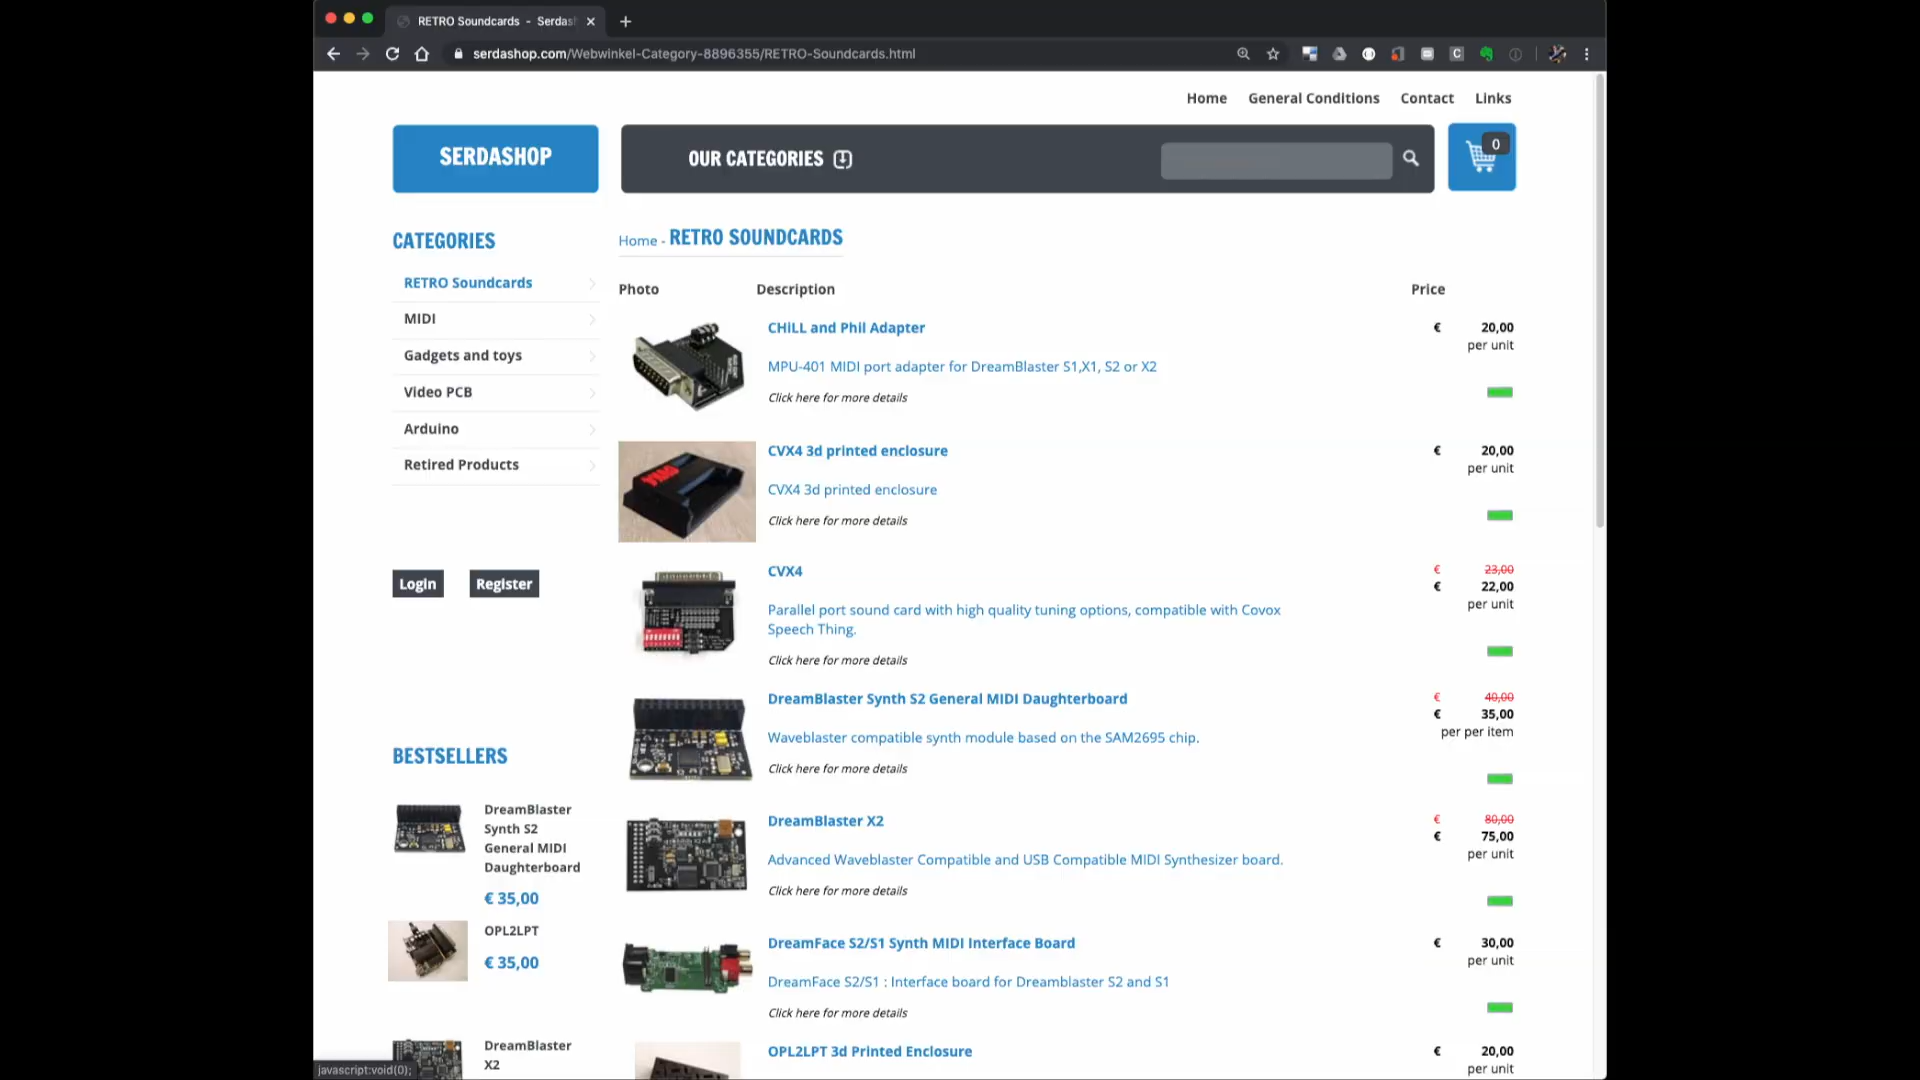 RETRO Soundcards - Serdas
serdashop.com/Webwinkel-Category-8896355/RETRO-Soundcards.html
Home General Conditions Contact Links
SERDASHOP
OUR CATEGORIES
0
CATEGORIES
RETRO Soundcards
MIDI
Gadgets and toys
Video PCB
Arduino
Retired Products
Login Register
BESTSELLERS
DreamBlaster
Synth S2
General MIDI
Daughterboard
€ 35,00
OPL2LPT
€ 35,00
DreamBlaster
X2
Home - RETRO SOUNDCARDS
Photo Description Price
CHiLL and Phil Adapter € 20,00
per unit
MPU-401 MIDI port adapter for DreamBlaster S1,X1, S2 or X2
Click here for more details
CVX4 3d printed enclosure € 20,00
per unit
CVX4 3d printed enclosure
Click here for more details
CVX4 € 23,00
€ 22,00
per unit
Parallel port sound card with high quality tuning options, compatible with Covox
Speech Thing.
Click here for more details
DreamBlaster Synth S2 General MIDI Daughterboard € 40,00
€ 35,00
per per item
Waveblaster compatible synth module based on the SAM2695 chip.
Click here for more details
DreamBlaster X2 € 80,00
€ 75,00
per unit
Advanced Waveblaster Compatible and USB Compatible MIDI Synthesizer board.
Click here for more details
DreamFace S2/S1 Synth MIDI Interface Board € 30,00
per unit
DreamFace S2/S1 : Interface board for Dreamblaster S2 and S1
Click here for more details
OPL2LPT 3d Printed Enclosure € 20,00
per unit
javascript:void(0);